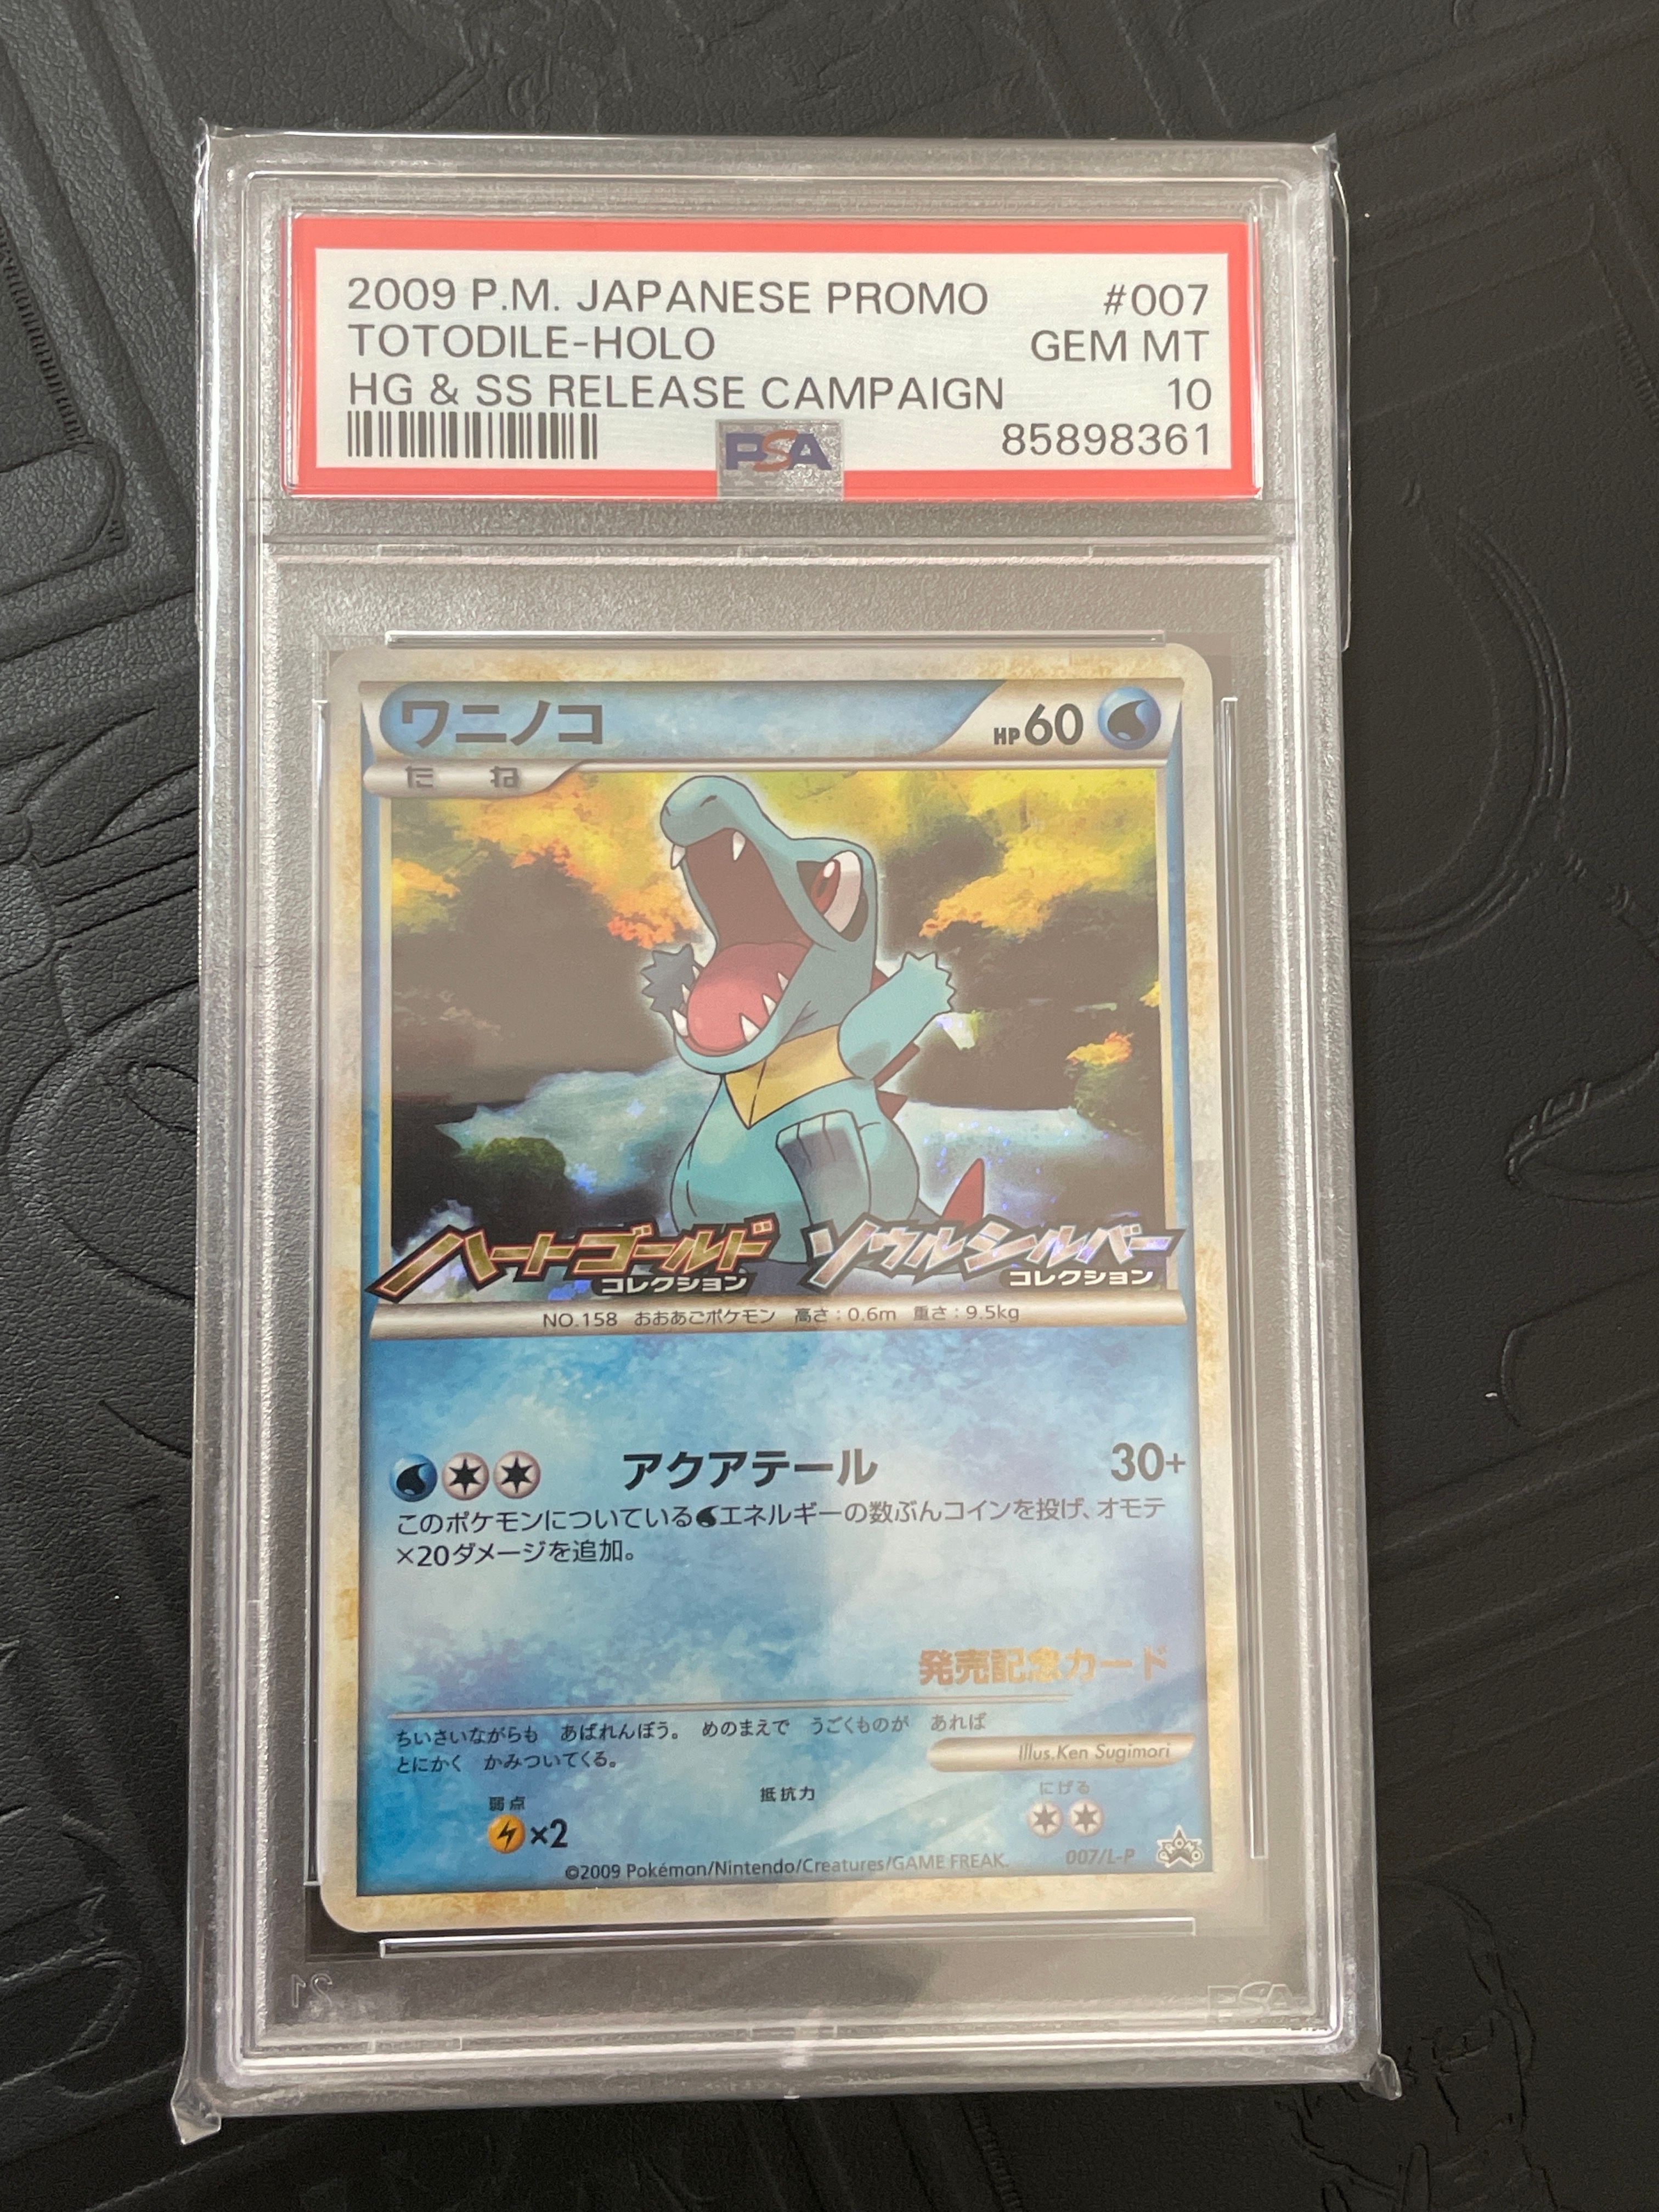 2009 P.M. JAPANESE PROMO #007
TOTODILE-HOLO GEM MT
HG & SS RELEASE CAMPAIGN 10
PSA 85898361
ワニノコ HP60
たね
ハートゴールド ソウルシルバー
コレクション コレクション
NO.158 おおあごポケモン 高さ:0.6m 重さ:9.5kg
アクアテール 30+
このポケモンについているエネルギーの数ぶんコインを投げ、オモテ
×20ダメージを追加。
発売記念カード
ちいさいながらも あばれんぼう。 めのまえで うごくものが あれば
とにかく かみついてくる。
Illus.Ken Sugimori
弱点 抵抗力 にげる
×2
007/L-P PROMO
©2009 Pokémon/Nintendo/Creatures/GAME FREAK.
PSA